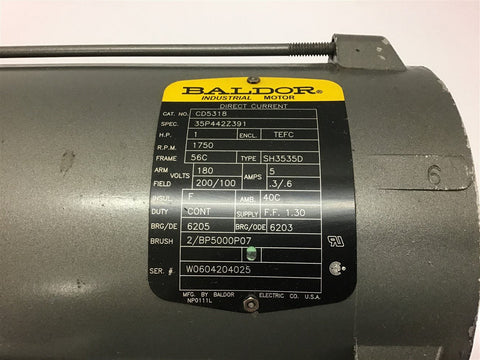 BALDOR®
INDUSTRIAL MOTOR
DIRECT CURRENT
CAT. NO. CD5318
SPEC. 35P442Z391
H.P. 1 ENCL. TEFC
R.P.M. 1750
FRAME 56C TYPE SH3535D
ARM VOLTS 180 AMPS 5
FIELD 200/100 .3/.6
INSUL. F AMB. 40C
DUTY CONT SUPPLY F.F. 1.30
BRG/DE 6205 BRG/ODE 6203
BRUSH 2/BP5000P07
SER. # W0604204025
MFG. BY BALDOR ELECTRIC CO. U.S.A.
NP0111L
6